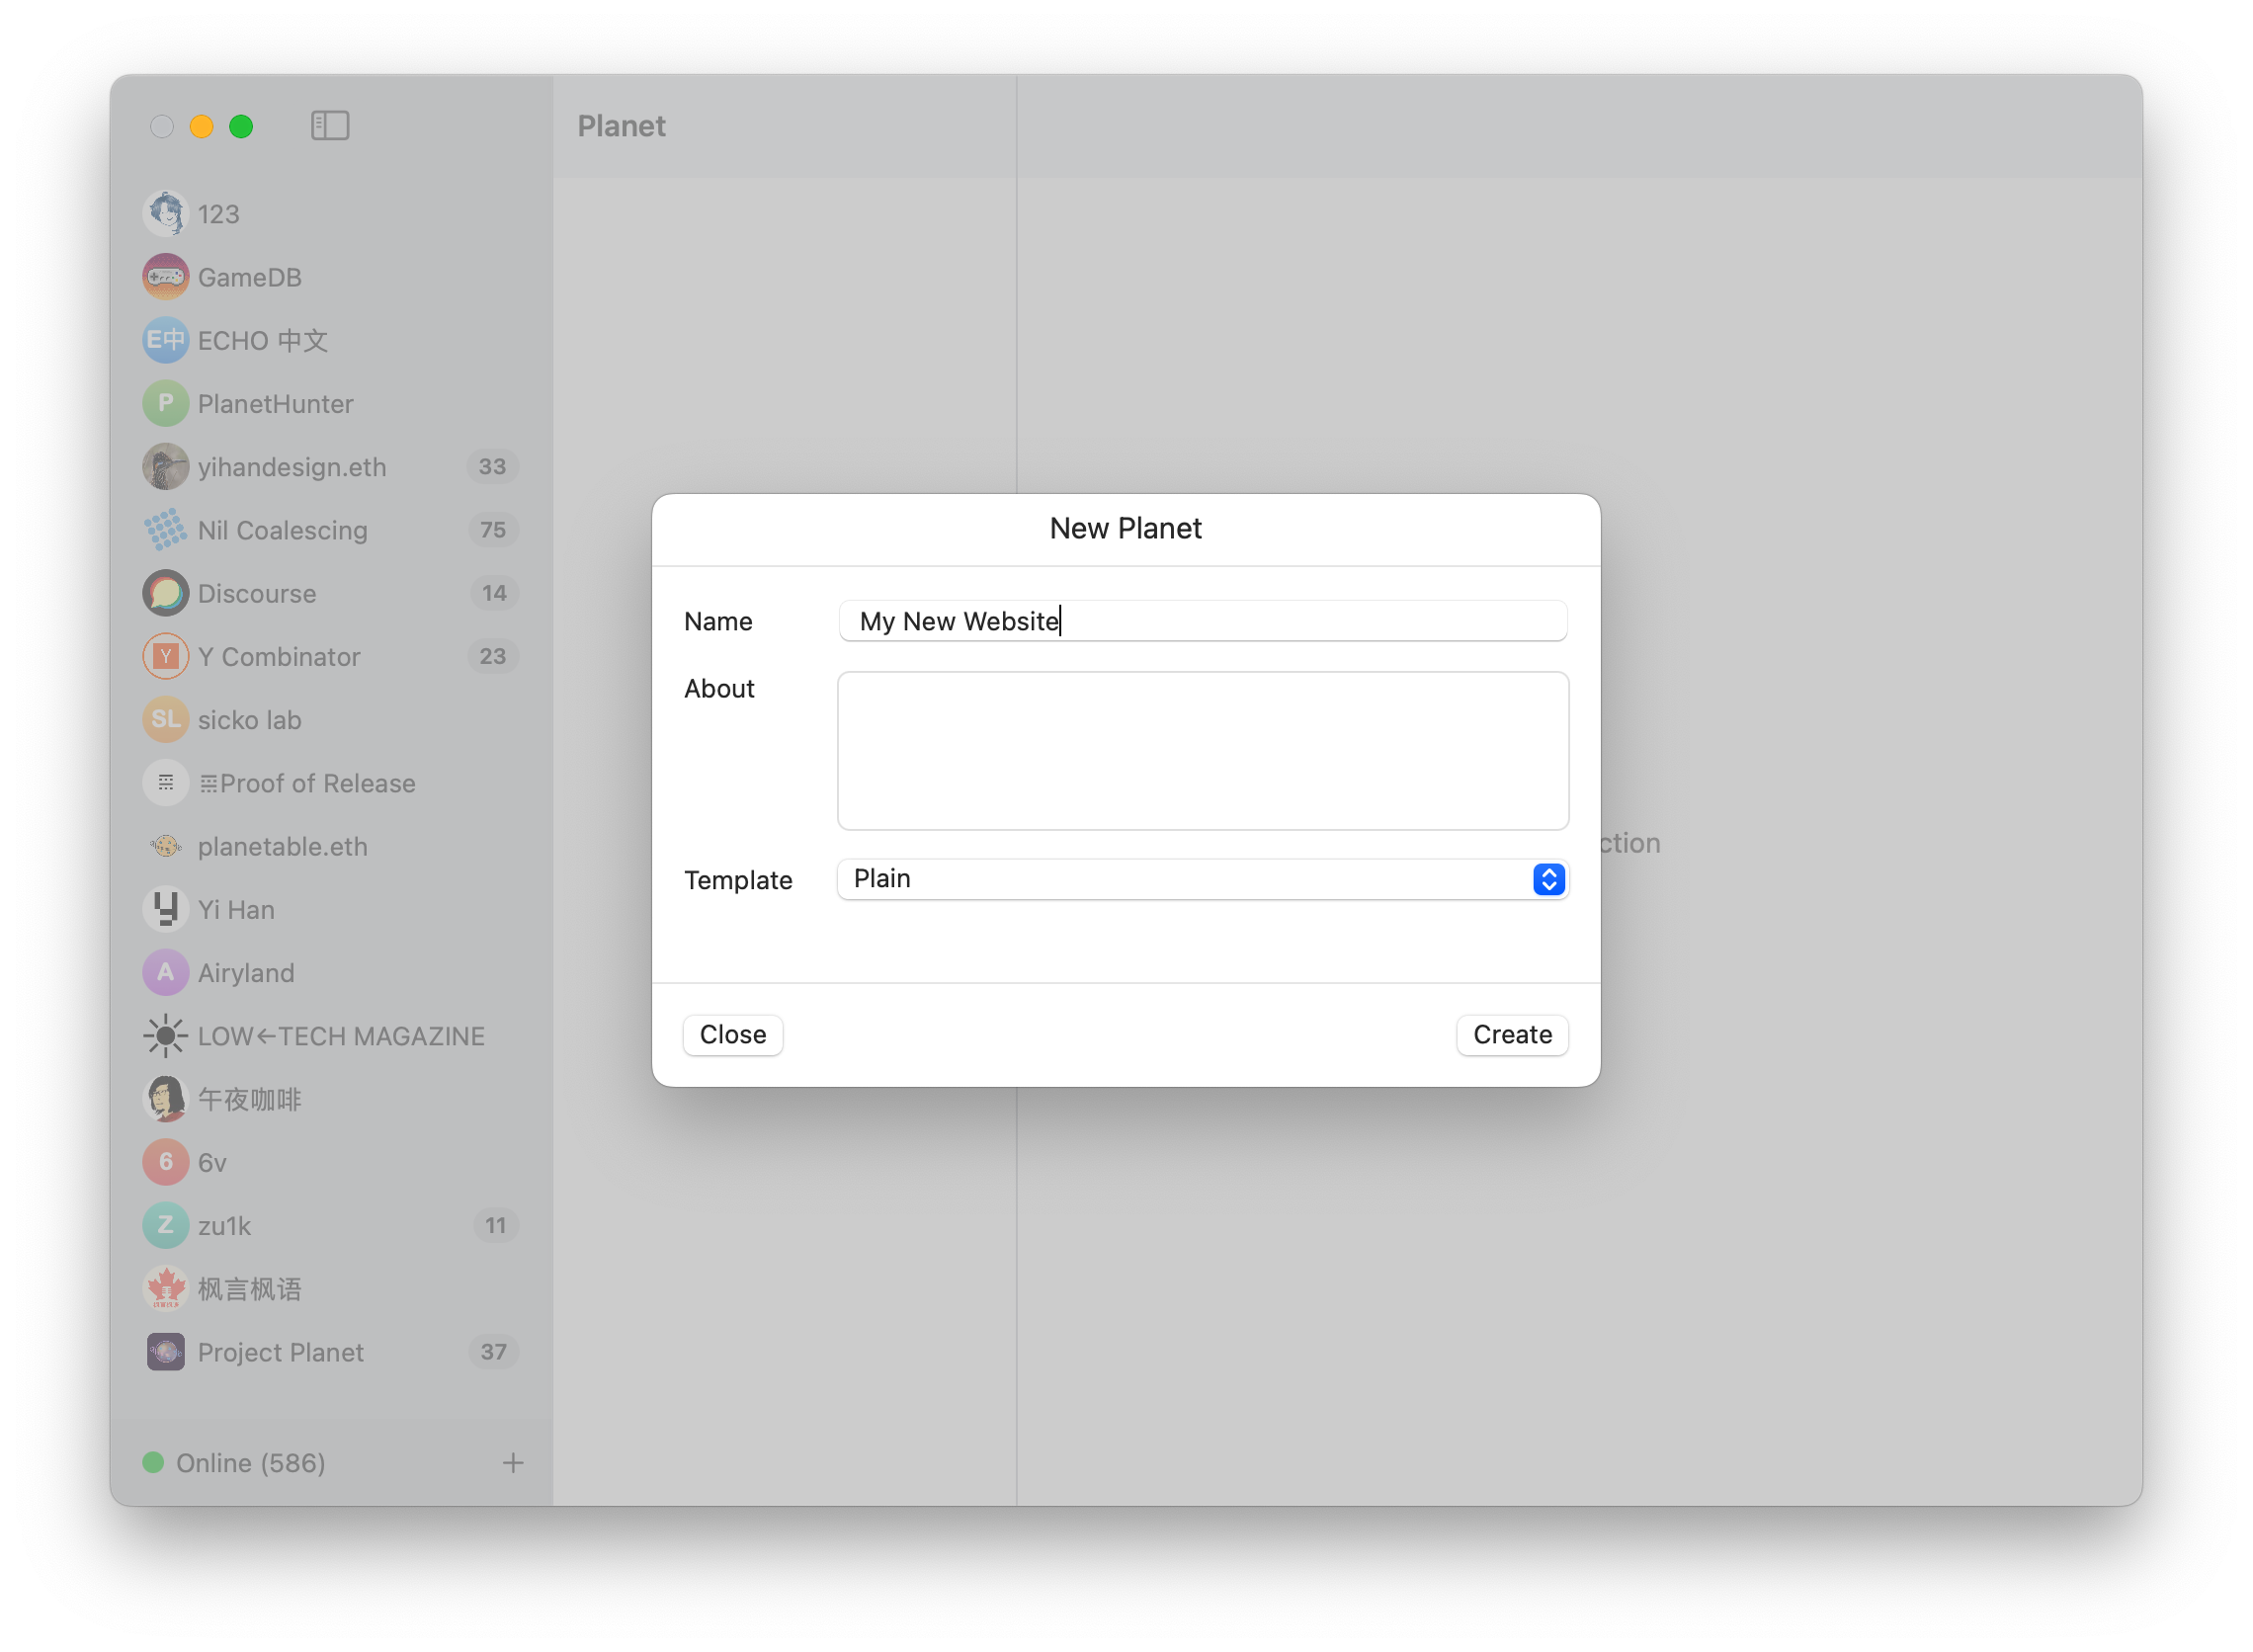 Planet
123
GameDB
E中 ECHO 中文
P PlanetHunter
yihandesign.eth 33
Nil Coalescing 75
Discourse 14
Y Y Combinator 23
SL sicko lab
𝌗 𝌗Proof of Release
planetable.eth
Yi Han
A Airyland
LOW←TECH MAGAZINE
午夜咖啡
6 6v
Z zu1k 11
枫言枫语
Project Planet 37
Online (586) +
New Planet
Name My New Website
About
Template Plain
Close Create
ction